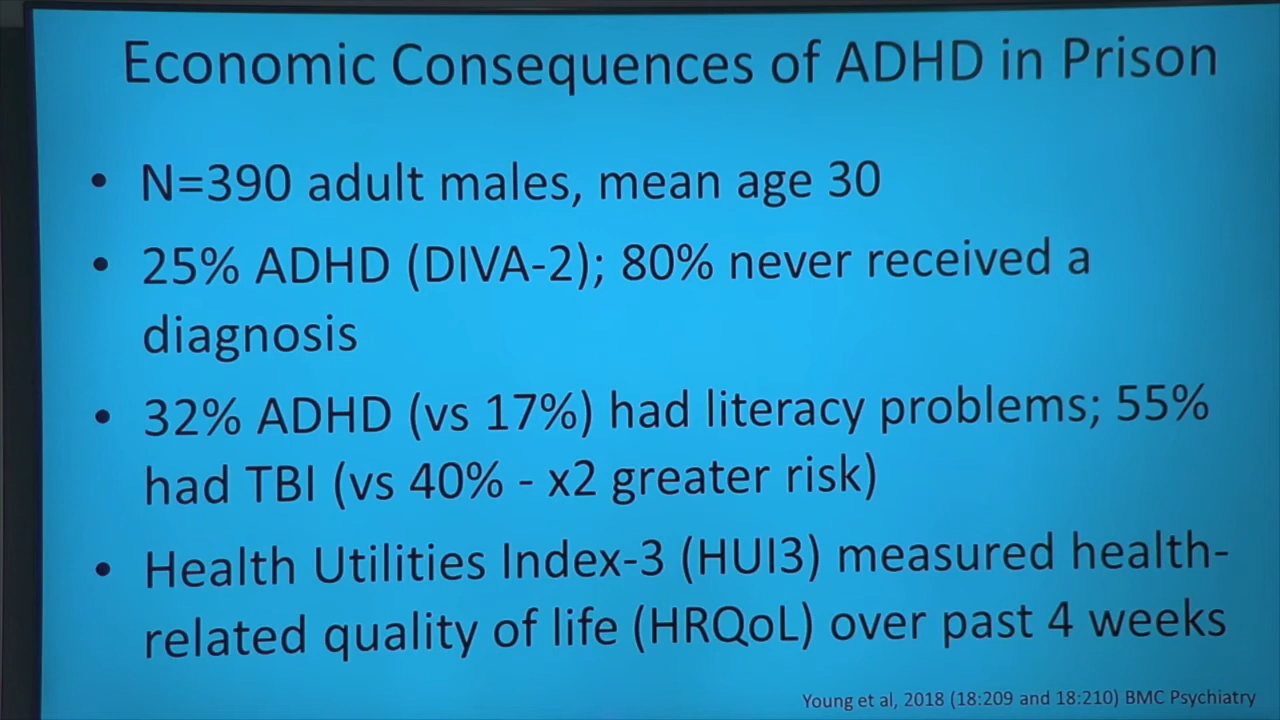 Economic Consequences of ADHD in Prison
• N=390 adult males, mean age 30
• 25% ADHD (DIVA-2); 80% never received a
diagnosis
• 32% ADHD (vs 17%) had literacy problems; 55%
had TBI (vs 40% - x2 greater risk)
• Health Utilities Index-3 (HUI3) measured health-
related quality of life (HRQoL) over past 4 weeks
Young et al, 2018 (18:209 and 18:210) BMC Psychiatry